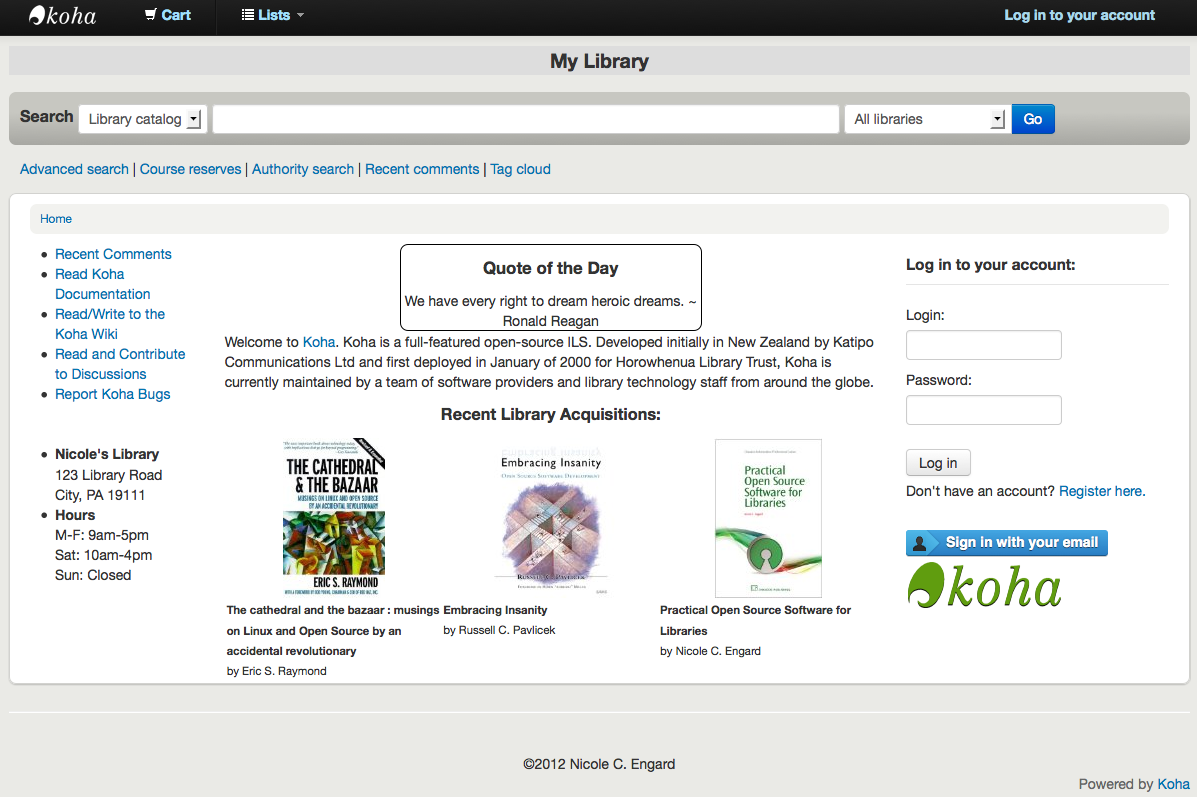 koha
Cart
Lists
Log in to your account
My Library
Search
Library catalog
All libraries
Go
Advanced search | Course reserves | Authority search | Recent comments | Tag cloud
Home
Recent Comments
Read Koha
Documentation
Read/Write to the
Koha Wiki
Read and Contribute
to Discussions
Report Koha Bugs
Nicole's Library
123 Library Road
City, PA 19111
Hours
M-F: 9am-5pm
Sat: 10am-4pm
Sun: Closed
Quote of the Day
We have every right to dream heroic dreams. ~
Ronald Reagan
Welcome to Koha. Koha is a full-featured open-source ILS. Developed initially in New Zealand by Katipo
Communications Ltd and first deployed in January of 2000 for Horowhenua Library Trust, Koha is
currently maintained by a team of software providers and library technology staff from around the globe.
Recent Library Acquisitions:
THE CATHEDRAL
& THE BAZAAR
MUSINGS ON LINUX AND OPEN SOURCE
BY AN ACCIDENTAL REVOLUTIONARY
ERIC S. RAYMOND
The cathedral and the bazaar : musings
on Linux and Open Source by an
accidental revolutionary
by Eric S. Raymond
Embracing Insanity
OPEN SOURCE SOFTWARE DEVELOPMENT
RUSSELL C. PAVLICEK
Embracing Insanity
by Russell C. Pavlicek
Practical
Open Source
Software for
Libraries
Practical Open Source Software for
Libraries
by Nicole C. Engard
Log in to your account:
Login:
Password:
Log in
Don't have an account? Register here.
Sign in with your email
koha
©2012 Nicole C. Engard
Powered by Koha